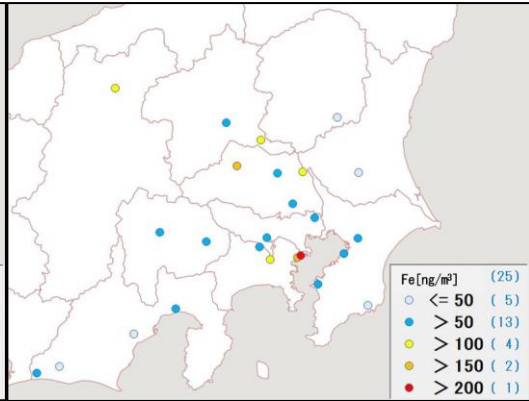 Fe[ng/m³] (25)
<= 50 ( 5)
> 50 (13)
> 100 ( 4)
> 150 ( 2)
> 200 ( 1)